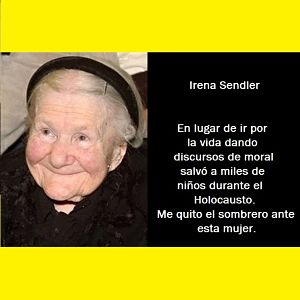 Irena Sendler
En lugar de ir por
la vida dando
discursos de moral
salvó a miles de
niños durante el
Holocausto.
Me quito el sombrero ante
esta mujer.